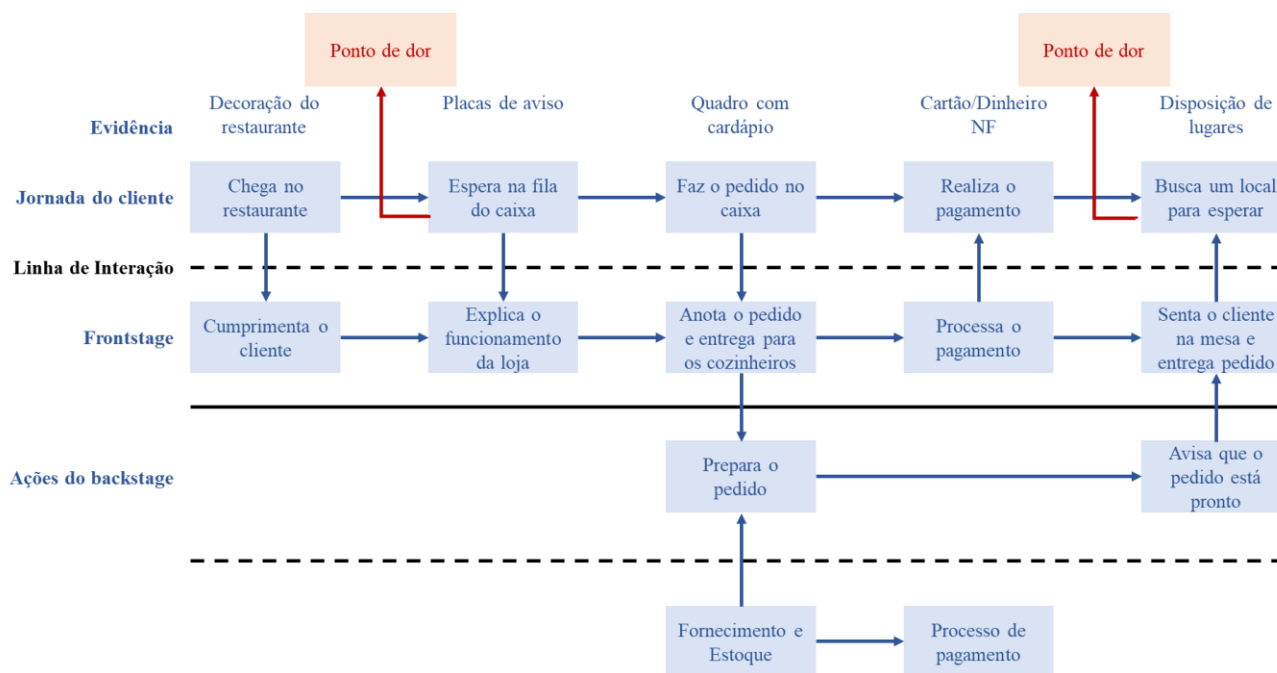 Ponto de dor
Ponto de dor
Evidência
Decoração do
restaurante
Placas de aviso
Quadro com
cardápio
Cartão/Dinheiro
NF
Disposição de
lugares
Jornada do cliente
Chega no
restaurante
Espera na fila
do caixa
Faz o pedido no
caixa
Realiza o
pagamento
Busca um local
para esperar
Linha de Interação
Frontstage
Cumprimenta o
cliente
Explica o
funcionamento
da loja
Anota o pedido
e entrega para
os cozinheiros
Processa o
pagamento
Senta o cliente
na mesa e
entrega pedido
Ações do backstage
Prepara o
pedido
Avisa que o
pedido está
pronto
Fornecimento e
Estoque
Processo de
pagamento